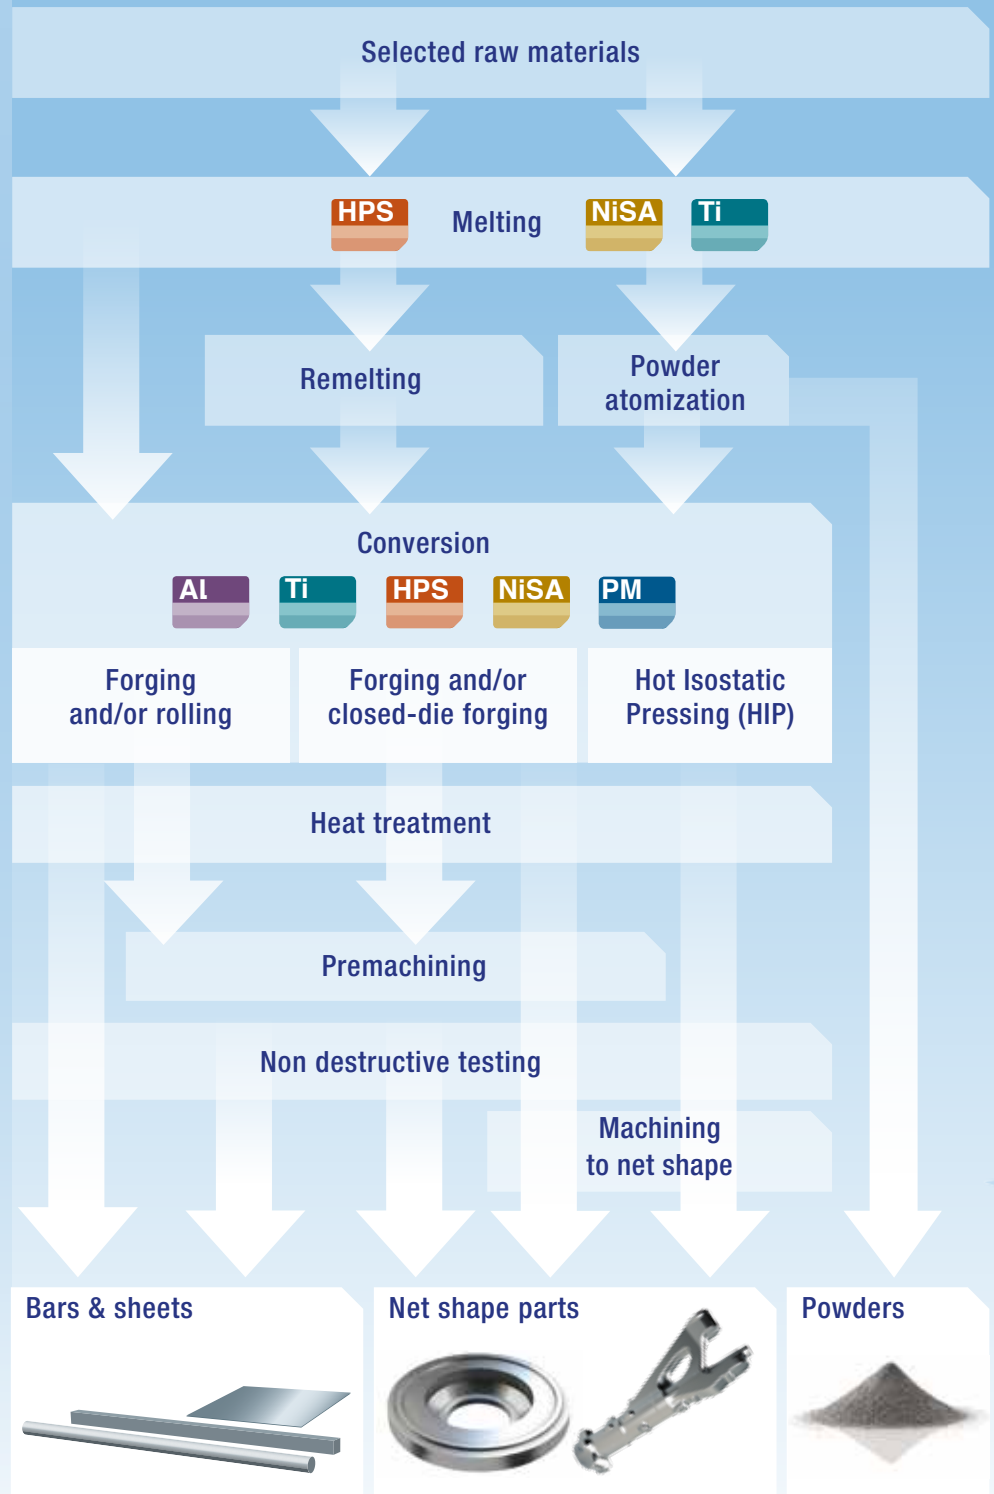 Selected raw materials
HPS
Melting
NiSA
Ti
Remelting
Powder
atomization
Conversion
AL
Ti
HPS
NiSA
PM
Forging
and/or rolling
Forging and/or
closed-die forging
Hot Isostatic
Pressing (HIP)
Heat treatment
Premachining
Non destructive testing
Machining
to net shape
Bars & sheets
Net shape parts
Powders